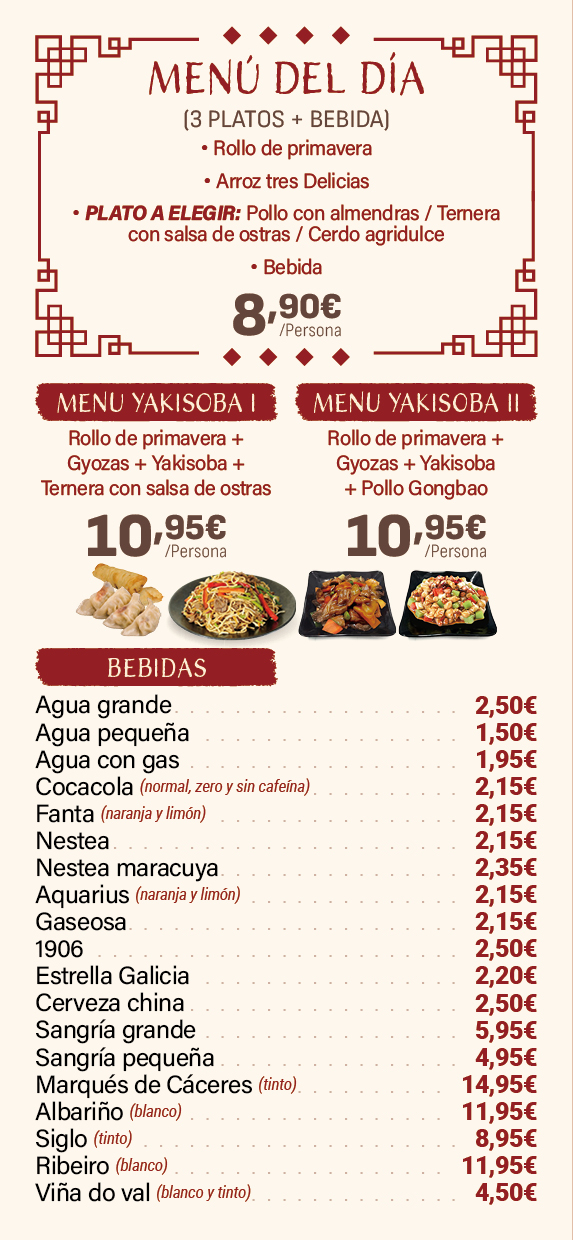 MENÚ DEL DÍA
(3 PLATOS + BEBIDA)
• Rollo de primavera
• Arroz tres Delicias
• PLATO A ELEGIR: Pollo con almendras / Ternera
con salsa de ostras / Cerdo agridulce
• Bebida
8,90€
/Persona
MENU YAKISOBA I
Rollo de primavera +
Gyozas + Yakisoba +
Ternera con salsa de ostras
10,95€
/Persona
MENU YAKISOBA II
Rollo de primavera +
Gyozas + Yakisoba
+ Pollo Gongbao
10,95€
/Persona
BEBIDAS
Agua grande 2,50€
Agua pequeña 1,50€
Agua con gas 1,95€
Cocacola (normal, zero y sin cafeína) 2,15€
Fanta (naranja y limón) 2,15€
Nestea 2,15€
Nestea maracuya 2,35€
Aquarius (naranja y limón) 2,15€
Gaseosa 2,15€
1906 2,50€
Estrella Galicia 2,20€
Cerveza china 2,50€
Sangría grande 5,95€
Sangría pequeña 4,95€
Marqués de Cáceres (tinto) 14,95€
Albariño (blanco) 11,95€
Siglo (tinto) 8,95€
Ribeiro (blanco) 11,95€
Viña do val (blanco y tinto) 4,50€